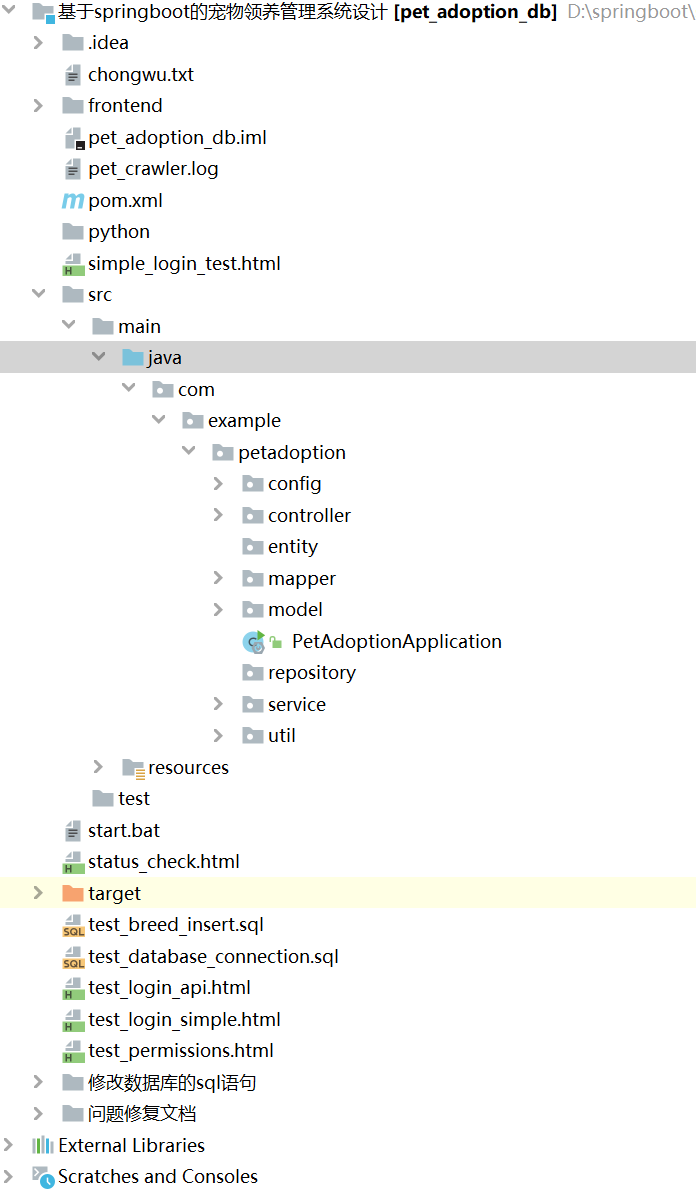 基于springboot的宠物领养管理系统设计 [pet_adoption_db] D:\springboot\
.idea
chongwu.txt
frontend
pet_adoption_db.iml
pet_crawler.log
pom.xml
python
simple_login_test.html
src
main
java
com
example
petadoption
config
controller
entity
mapper
model
PetAdoptionApplication
repository
service
util
resources
test
start.bat
status_check.html
target
test_breed_insert.sql
test_database_connection.sql
test_login_api.html
test_login_simple.html
test_permissions.html
修改数据库的sql语句
问题修复文档
External Libraries
Scratches and Consoles